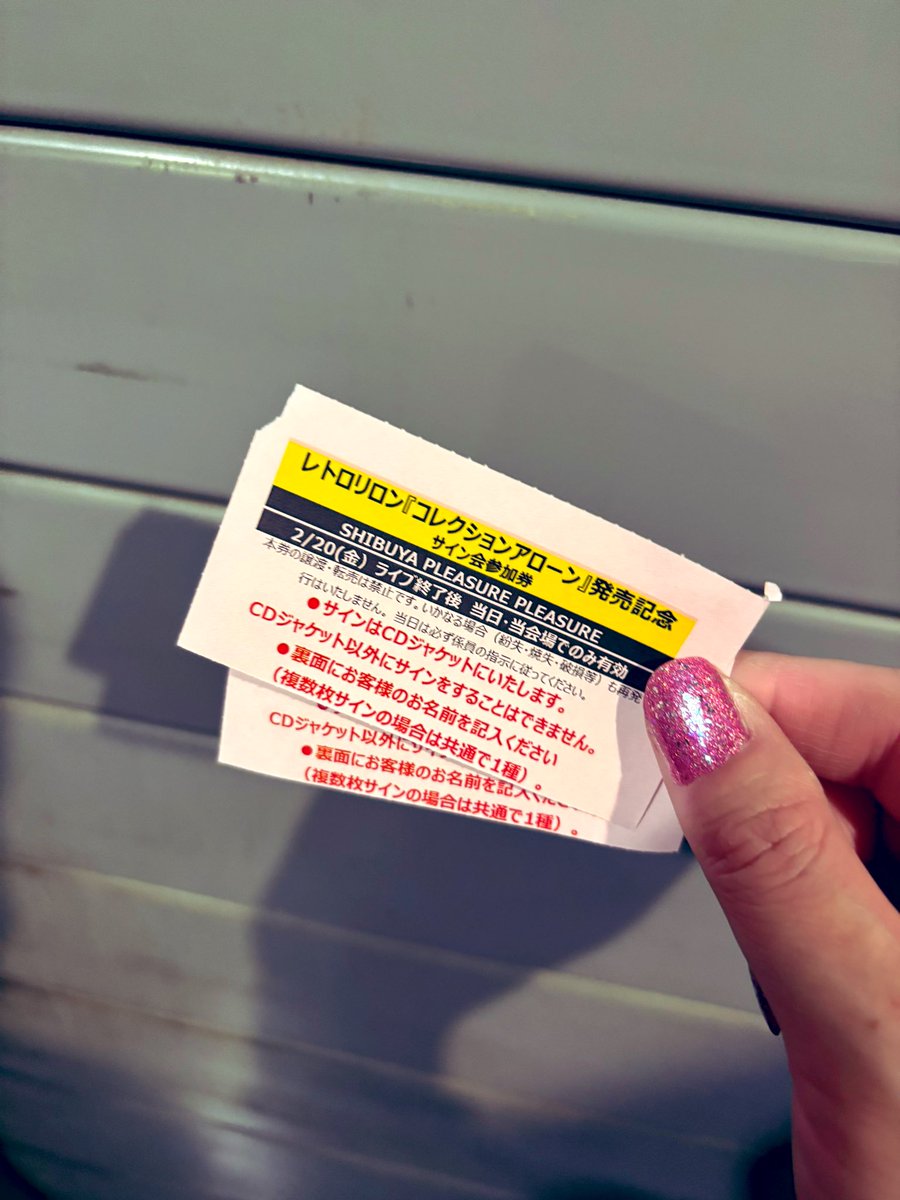 レトロリロン『コレクションアローン』発売記念
サイン会参加券
SHIBUYA PLEASURE PLEASURE
2/20(金) ライブ終了後 当日・当会場でのみ有効
本券の譲渡・転売は禁止です。いかなる場合（紛失・焼失・破損等）も再発
行はいたしません。当日は必ず係員の指示に従ってください。
●サインはCDジャケットにいたします。
CDジャケット以外にサインをすることはできません。
●裏面にお客様のお名前を記入ください
（複数枚サインの場合は共通で1種）。
CDジャケット以外にサイ
●裏面にお客様のお名前を記入くださ
（複数枚サインの場合は共通で1種）。